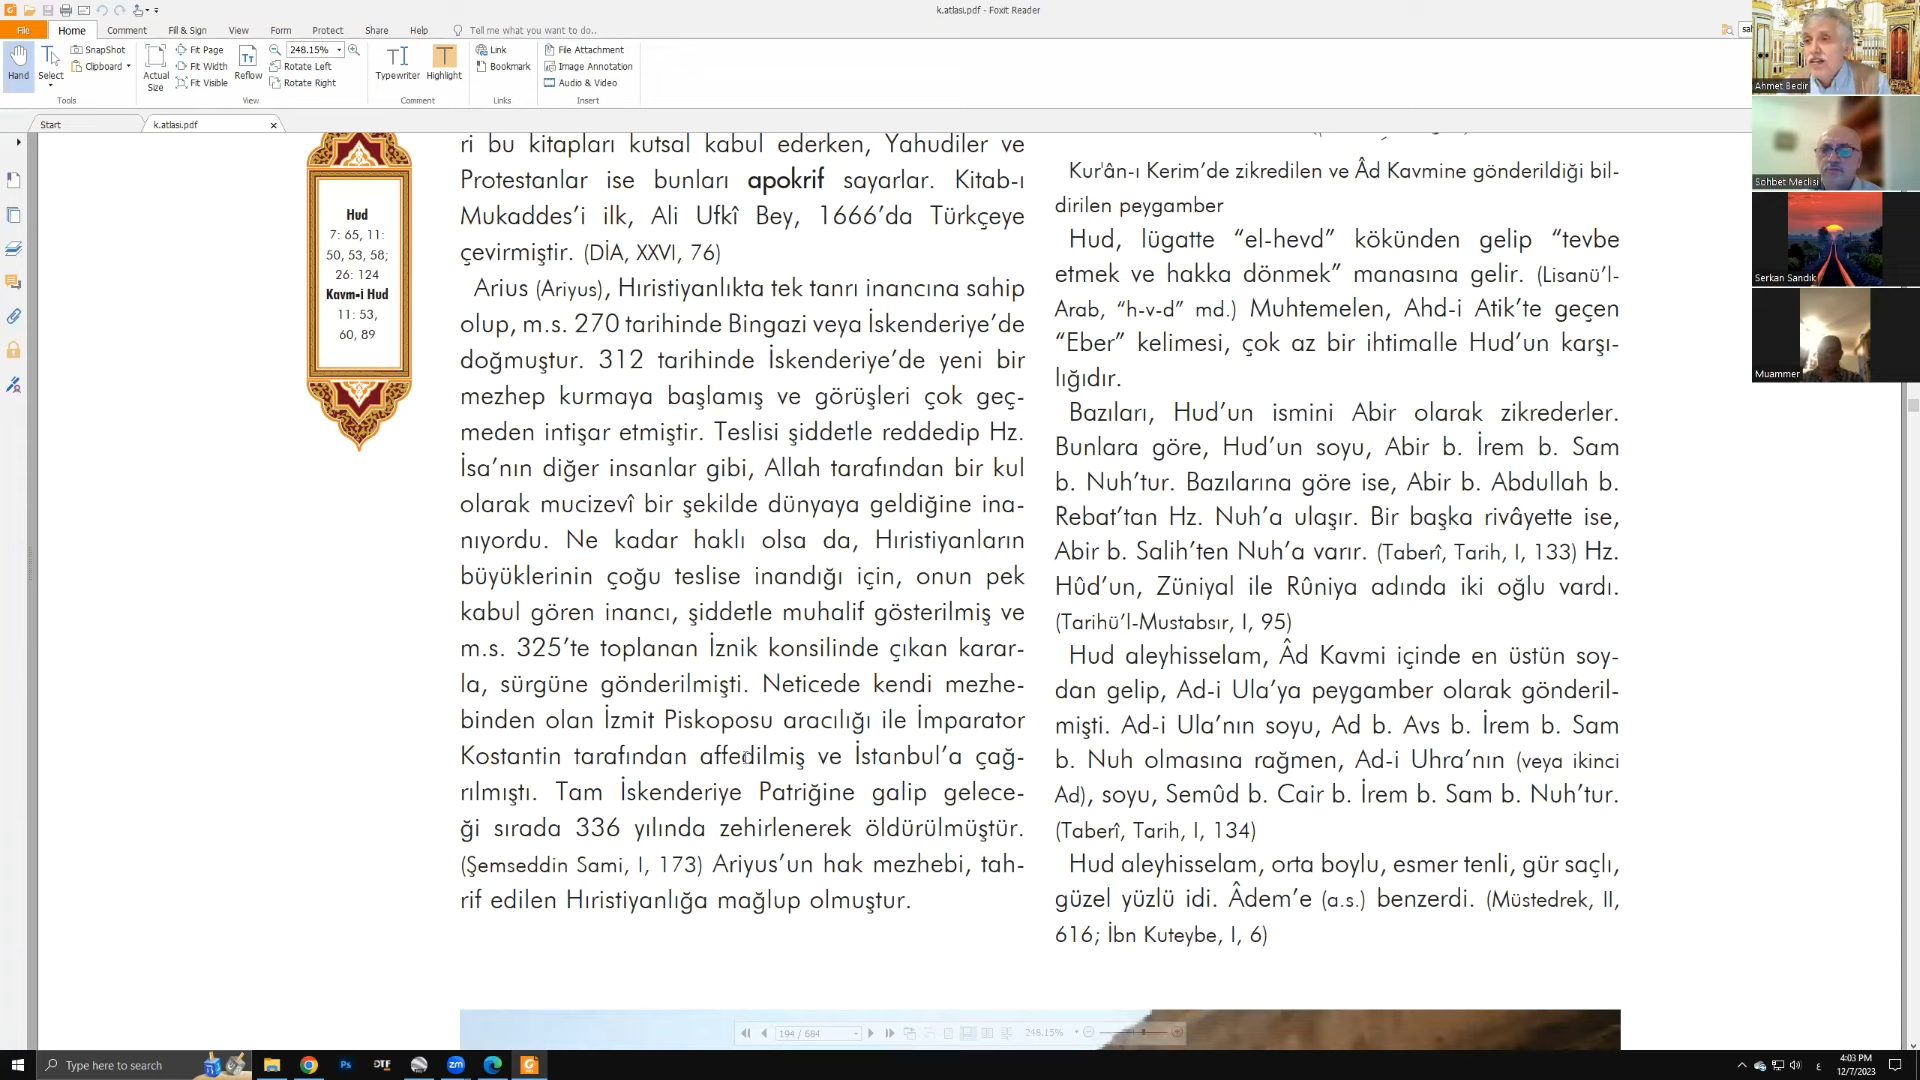 k.atlasi.pdf - Foxit Reader
File Home Comment Fill & Sign View Form Protect Share Help Tell me what you want to do..
Hand
Select
SnapShot
Clipboard
Tools
Actual Size
Fit Page
Fit Width
Fit Visible
Reflow
248.15%
Rotate Left
Rotate Right
View
Typewriter
Highlight
Comment
Link
Bookmark
Links
File Attachment
Image Annotation
Audio & Video
Insert
Start
k.atlasi.pdf
Hud
7: 65, 11:
50, 53, 58;
26: 124
Kavm-i Hud
11: 53,
60, 89
ri bu kitapları kutsal kabul ederken, Yahudiler ve
Protestanlar ise bunları apokrif sayarlar. Kitab-ı
Mukaddes’i ilk, Ali Ufkî Bey, 1666’da Türkçeye
çevirmiştir. (DİA, XXVI, 76)
Arius (Ariyus), Hıristiyanlıkta tek tanrı inancına sahip
olup, m.s. 270 tarihinde Bingazi veya İskenderiye’de
doğmuştur. 312 tarihinde İskenderiye’de yeni bir
mezhep kurmaya başlamış ve görüşleri çok geç-
meden intişar etmiştir. Teslisi şiddetle reddedip Hz.
İsa’nın diğer insanlar gibi, Allah tarafından bir kul
olarak mucizevî bir şekilde dünyaya geldiğine ina-
nıyordu. Ne kadar haklı olsa da, Hıristiyanların
büyüklerinin çoğu teslise inandığı için, onun pek
kabul gören inancı, şiddetle muhalif gösterilmiş ve
m.s. 325’te toplanan İznik konsilinde çıkan karar-
la, sürgüne gönderilmişti. Neticede kendi mezhe-
binden olan İzmit Piskoposu aracılığı ile İmparator
Kostantin tarafından affedilmiş ve İstanbul’a çağ-
rılmıştı. Tam İskenderiye Patriğine galip gelece-
ği sırada 336 yılında zehirlenerek öldürülmüştür.
(Şemseddin Sami, I, 173) Ariyus’un hak mezhebi, tah-
rif edilen Hıristiyanlığa mağlup olmuştur.
Kur'ân-ı Kerim’de zikredilen ve Âd Kavmine gönderildiği bil-
dirilen peygamber
Hud, lügatte “el-hevd” kökünden gelip “tevbe
etmek ve hakka dönmek” manasına gelir. (Lisanü’l-
Arab, “h-v-d” md.) Muhtemelen, Ahd-i Atik’te geçen
“Eber” kelimesi, çok az bir ihtimalle Hud’un karşı-
lığıdır.
Bazıları, Hud’un ismini Abir olarak zikrederler.
Bunlara göre, Hud’un soyu, Abir b. İrem b. Sam
b. Nuh’tur. Bazılarına göre ise, Abir b. Abdullah b.
Rebat’tan Hz. Nuh’a ulaşır. Bir başka rivâyette ise,
Abir b. Salih’ten Nuh’a varır. (Taberî, Tarih, I, 133) Hz.
Hûd’un, Züniyal ile Rûniya adında iki oğlu vardı.
(Tarihü’l-Mustabsır, I, 95)
Hud aleyhisselam, Âd Kavmi içinde en üstün soy-
dan gelip, Ad-i Ula’ya peygamber olarak gönderil-
mişti. Ad-i Ula’nın soyu, Ad b. Avs b. İrem b. Sam
b. Nuh olmasına rağmen, Ad-i Uhra’nın (veya ikinci
Ad), soyu, Semûd b. Cair b. İrem b. Sam b. Nuh’tur.
(Taberî, Tarih, I, 134)
Hud aleyhisselam, orta boylu, esmer tenli, gür saçlı,
güzel yüzlü idi. Âdem’e (a.s.) benzerdi. (Müstedrek, II,
616; İbn Kuteybe, I, 6)
Ahmet Bedir
Sohbet Meclisi
Serkan Sandık
Muammer
194 / 684
248.15%
Type here to search
4:03 PM
12/7/2023